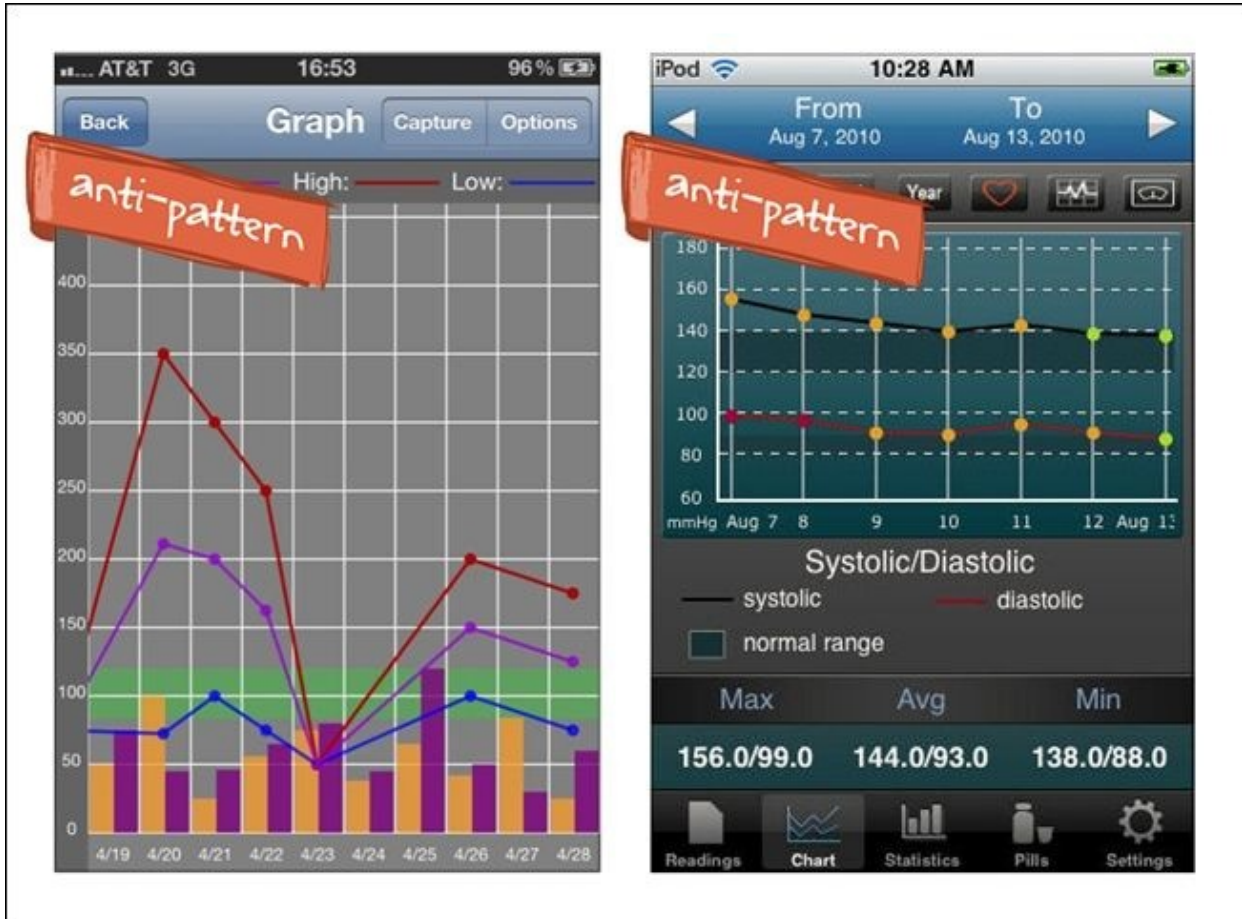 AT&T 3G 16:53 96%
Back Graph Capture Options
High: Low:
anti-pattern
400
350
300
250
200
150
100
50
0
4/19 4/20 4/21 4/22 4/23 4/24 4/25 4/26 4/27 4/28
iPod 10:28 AM
From To
Aug 7, 2010 Aug 13, 2010
anti-pattern
Year
180
160
140
120
100
80
60
mmHg Aug 7 8 9 10 11 12 Aug 13
Systolic/Diastolic
systolic diastolic
normal range
Max Avg Min
156.0/99.0 144.0/93.0 138.0/88.0
Readings Chart Statistics Pills Settings